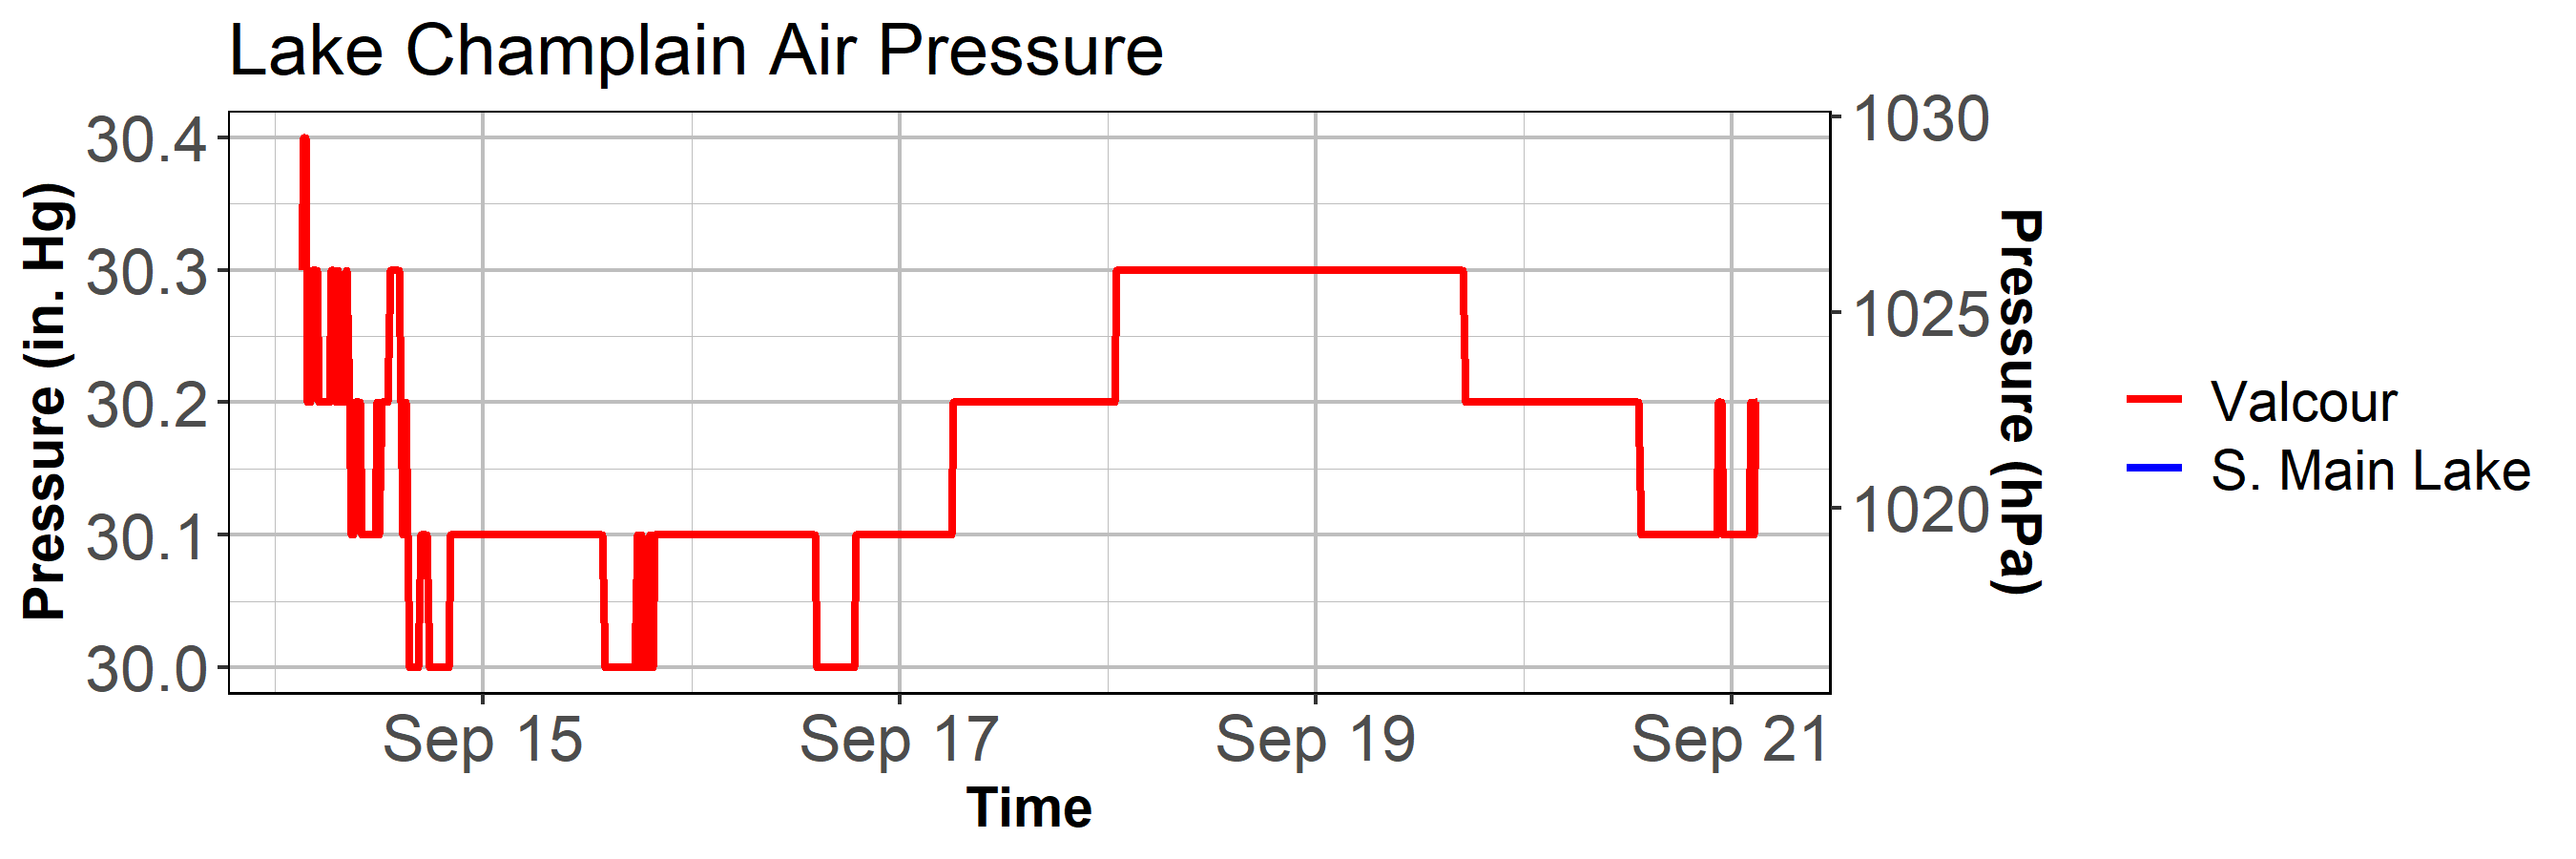 Lake Champlain Air Pressure
Pressure (in. Hg)
30.4
30.3
30.2
30.1
30.0
1030
1025
1020
Pressure (hPa)
Sep 15
Sep 17
Sep 19
Sep 21
Time
Valcour
S. Main Lake